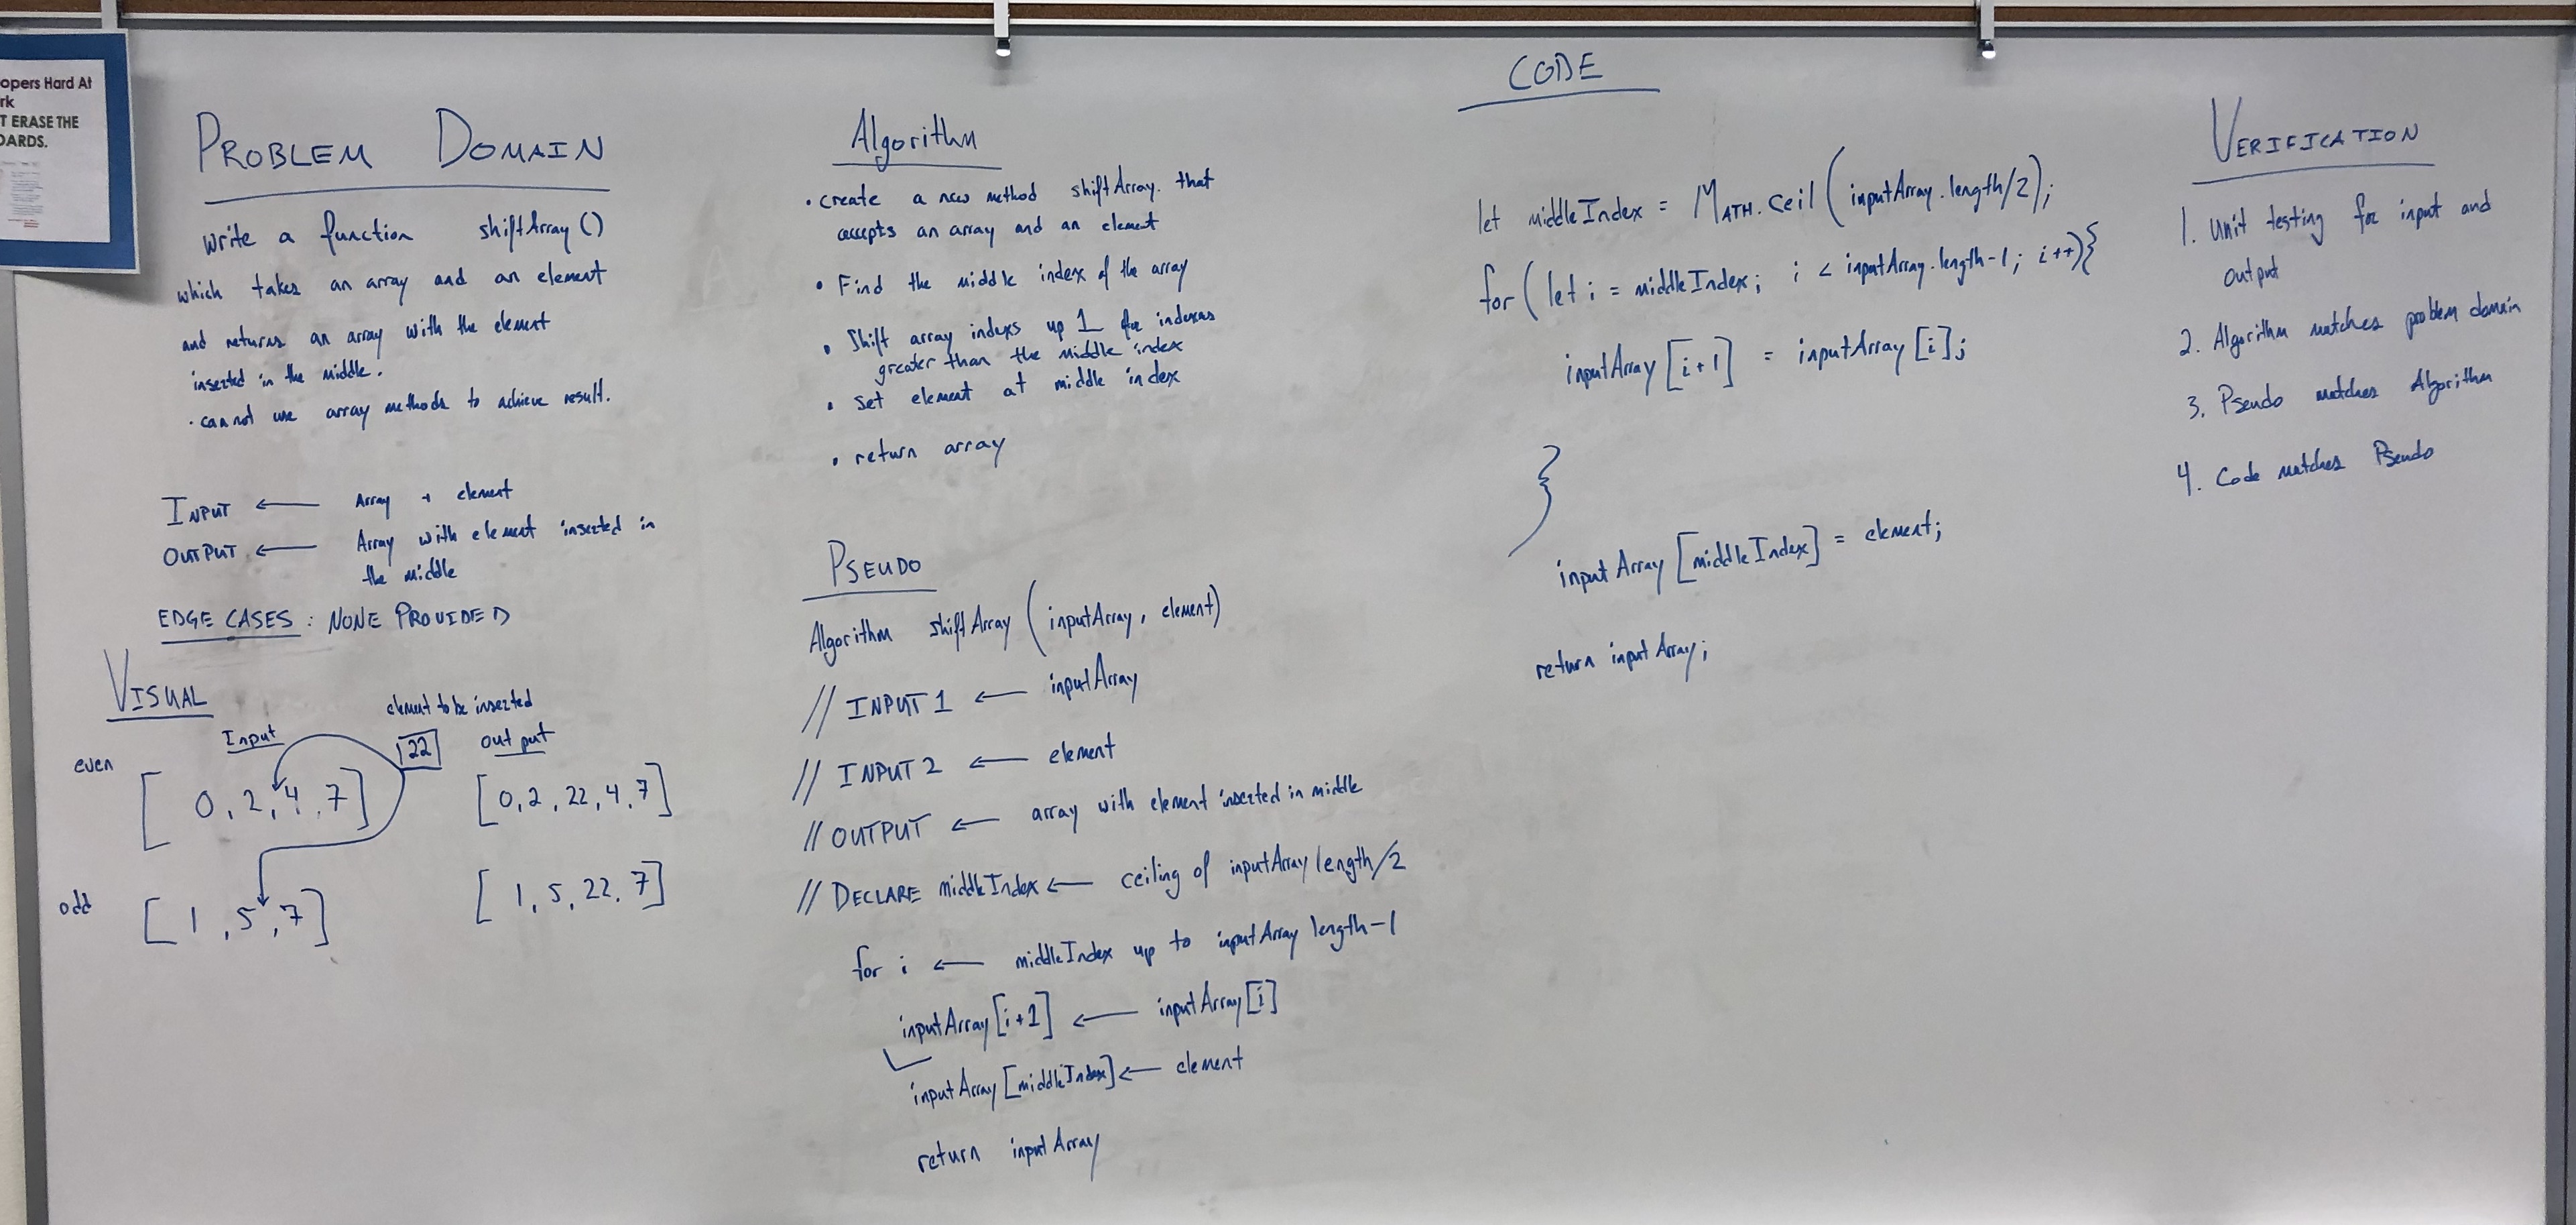 opers Hard At
rk
T ERASE THE
OARDS.
PROBLEM DOMAIN
write a function shiftArray ()
which takes an array and an element
and returns an array with the element
inserted in the middle.
· cannot use array methods to achieve result.
INPUT ← Array + element
OUTPUT ← Array with element inserted in
the middle
EDGE CASES : NONE PROVIDED
VISUAL
element to be inserted
Input
22
output
even
[ 0, 2, 4, 7 ]
[ 0, 2, 22, 4, 7 ]
odd
[ 1, 5, 7 ]
[ 1, 5, 22, 7 ]
Algorithm
• create a new method shiftArray. that
accepts an array and an element
• Find the middle index of the array
• Shift array indexs up 1 for indexas
greater than the middle index
• Set element at middle index
• return array
PSEUDO
Algorithm shiftArray ( inputArray, element)
// INPUT 1 ← inputArray
// INPUT 2 ← element
// OUTPUT ← array with element inserted in middle
// DECLARE middleIndex ← ceiling of inputArray length/2
for i ← middleIndex up to inputArray length-1
inputArray [i+1] ← inputArray [i]
inputArray [middleIndex] ← element
return inputArray
CODE
let middleIndex = MATH.ceil ( inputArray.length/2);
for ( let i = middleIndex; i < inputArray.length-1; i++){
inputArray [i+1] = inputArray [i];
}
inputArray [middleIndex] = element;
return inputArray;
VERIFICATION
1. Unit testing for input and
output
2. Algorithm matches problem domain
3. Pseudo matches Algorithm
4. Code matches Pseudo